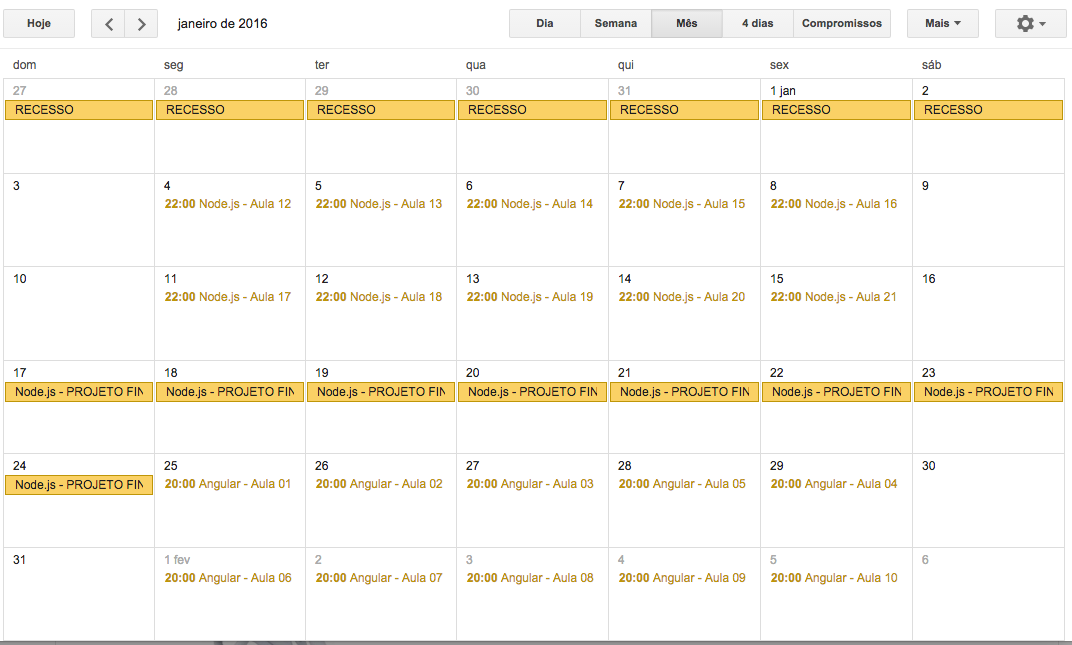 Hoje janeiro de 2016 Dia Semana Mês 4 dias Compromissos Mais
dom seg ter qua qui sex sáb
27 28 29 30 31 1 jan 2
RECESSO RECESSO RECESSO RECESSO RECESSO RECESSO RECESSO
3 4 5 6 7 8 9
22:00 Node.js - Aula 12 22:00 Node.js - Aula 13 22:00 Node.js - Aula 14 22:00 Node.js - Aula 15 22:00 Node.js - Aula 16
10 11 12 13 14 15 16
22:00 Node.js - Aula 17 22:00 Node.js - Aula 18 22:00 Node.js - Aula 19 22:00 Node.js - Aula 20 22:00 Node.js - Aula 21
17 18 19 20 21 22 23
Node.js - PROJETO FIN Node.js - PROJETO FIN Node.js - PROJETO FIN Node.js - PROJETO FIN Node.js - PROJETO FIN Node.js - PROJETO FIN Node.js - PROJETO FIN
24 25 26 27 28 29 30
Node.js - PROJETO FIN 20:00 Angular - Aula 01 20:00 Angular - Aula 02 20:00 Angular - Aula 03 20:00 Angular - Aula 05 20:00 Angular - Aula 04
31 1 fev 2 3 4 5 6
20:00 Angular - Aula 06 20:00 Angular - Aula 07 20:00 Angular - Aula 08 20:00 Angular - Aula 09 20:00 Angular - Aula 10